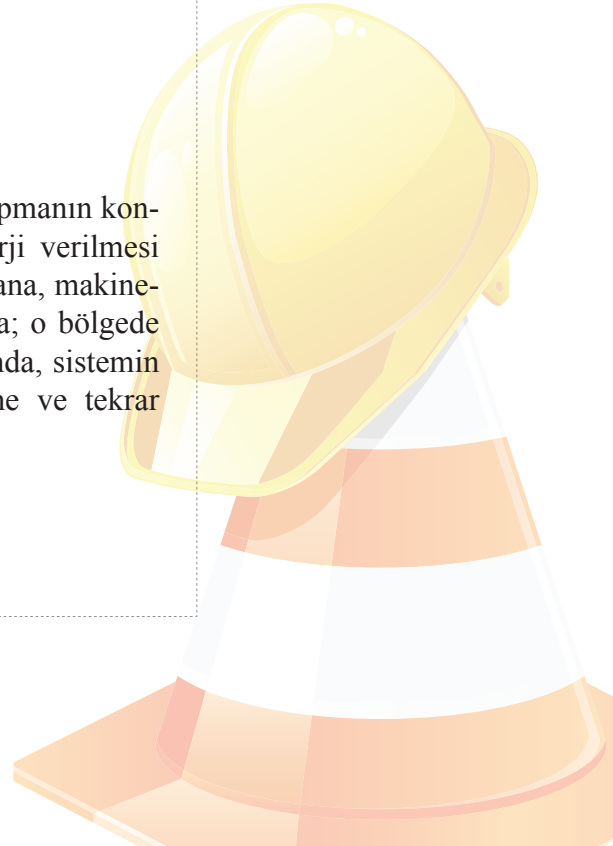 pmanın kon-
rji verilmesi
ana, makine-
a; o bölgede
nda, sistemin
ne ve tekrar